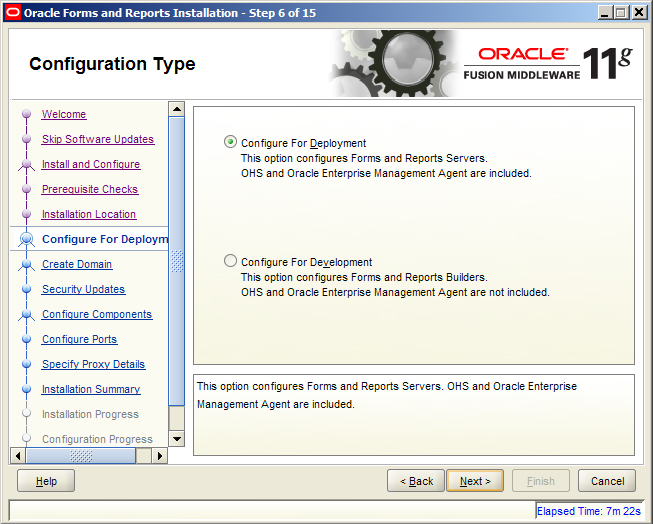 Oracle Forms and Reports Installation - Step 6 of 15
Configuration Type
ORACLE
FUSION MIDDLEWARE
11g
Welcome
Skip Software Updates
Install and Configure
Prerequisite Checks
Installation Location
Configure For Deploym
Create Domain
Security Updates
Configure Components
Configure Ports
Specify Proxy Details
Installation Summary
Installation Progress
Configuration Progress
Configure For Deployment
This option configures Forms and Reports Servers.
OHS and Oracle Enterprise Management Agent are included.
Configure For Development
This option configures Forms and Reports Builders.
OHS and Oracle Enterprise Management Agent are not included.
This option configures Forms and Reports Servers. OHS and Oracle Enterprise
Management Agent are included.
Help
< Back
Next >
Finish
Cancel
Elapsed Time: 7m 22s